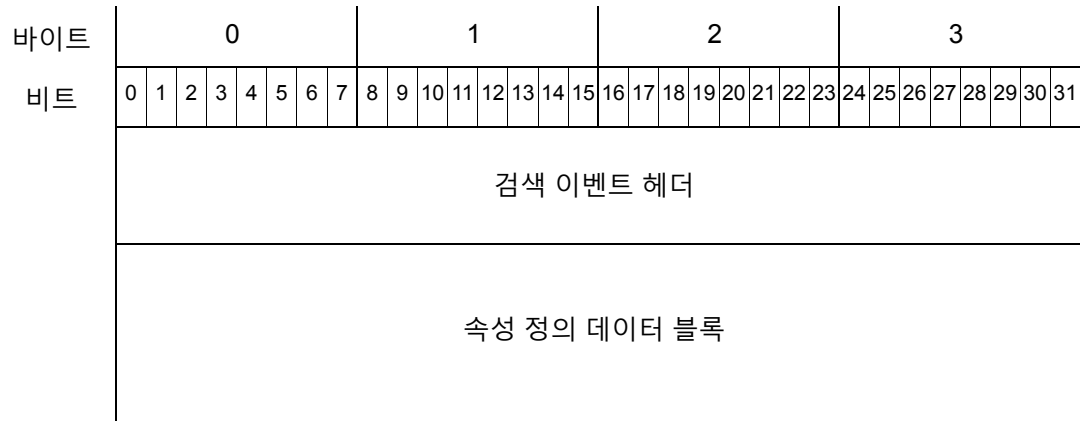 바이트 0 1 2 3
비트 0 1 2 3 4 5 6 7 8 9 10 11 12 13 14 15 16 17 18 19 20 21 22 23 24 25 26 27 28 29 30 31
검색 이벤트 헤더
속성 정의 데이터 블록